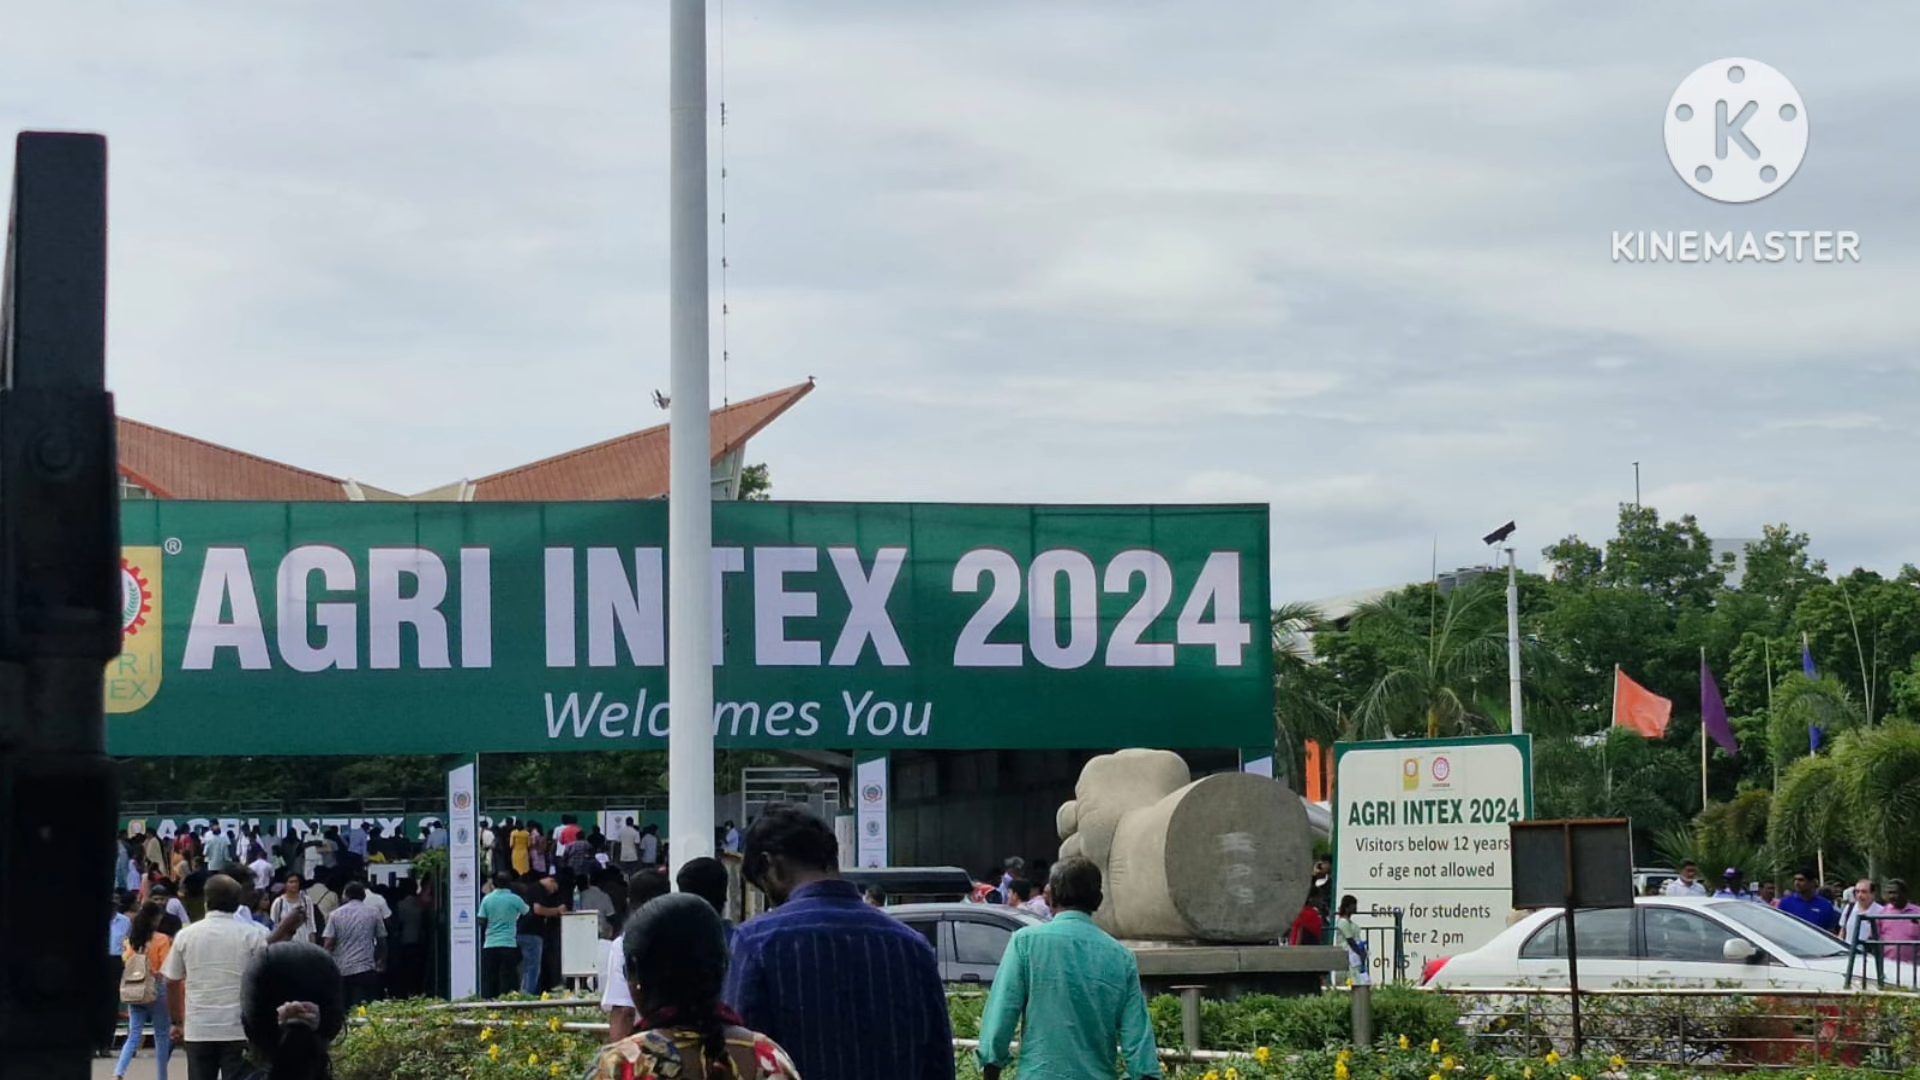 K
KINEMASTER
® AGRI INTEX 2024
Welcomes You
AGRI INTEX 2024
Visitors below 12 years
of age not allowed
Entry for students
after 2 pm
on